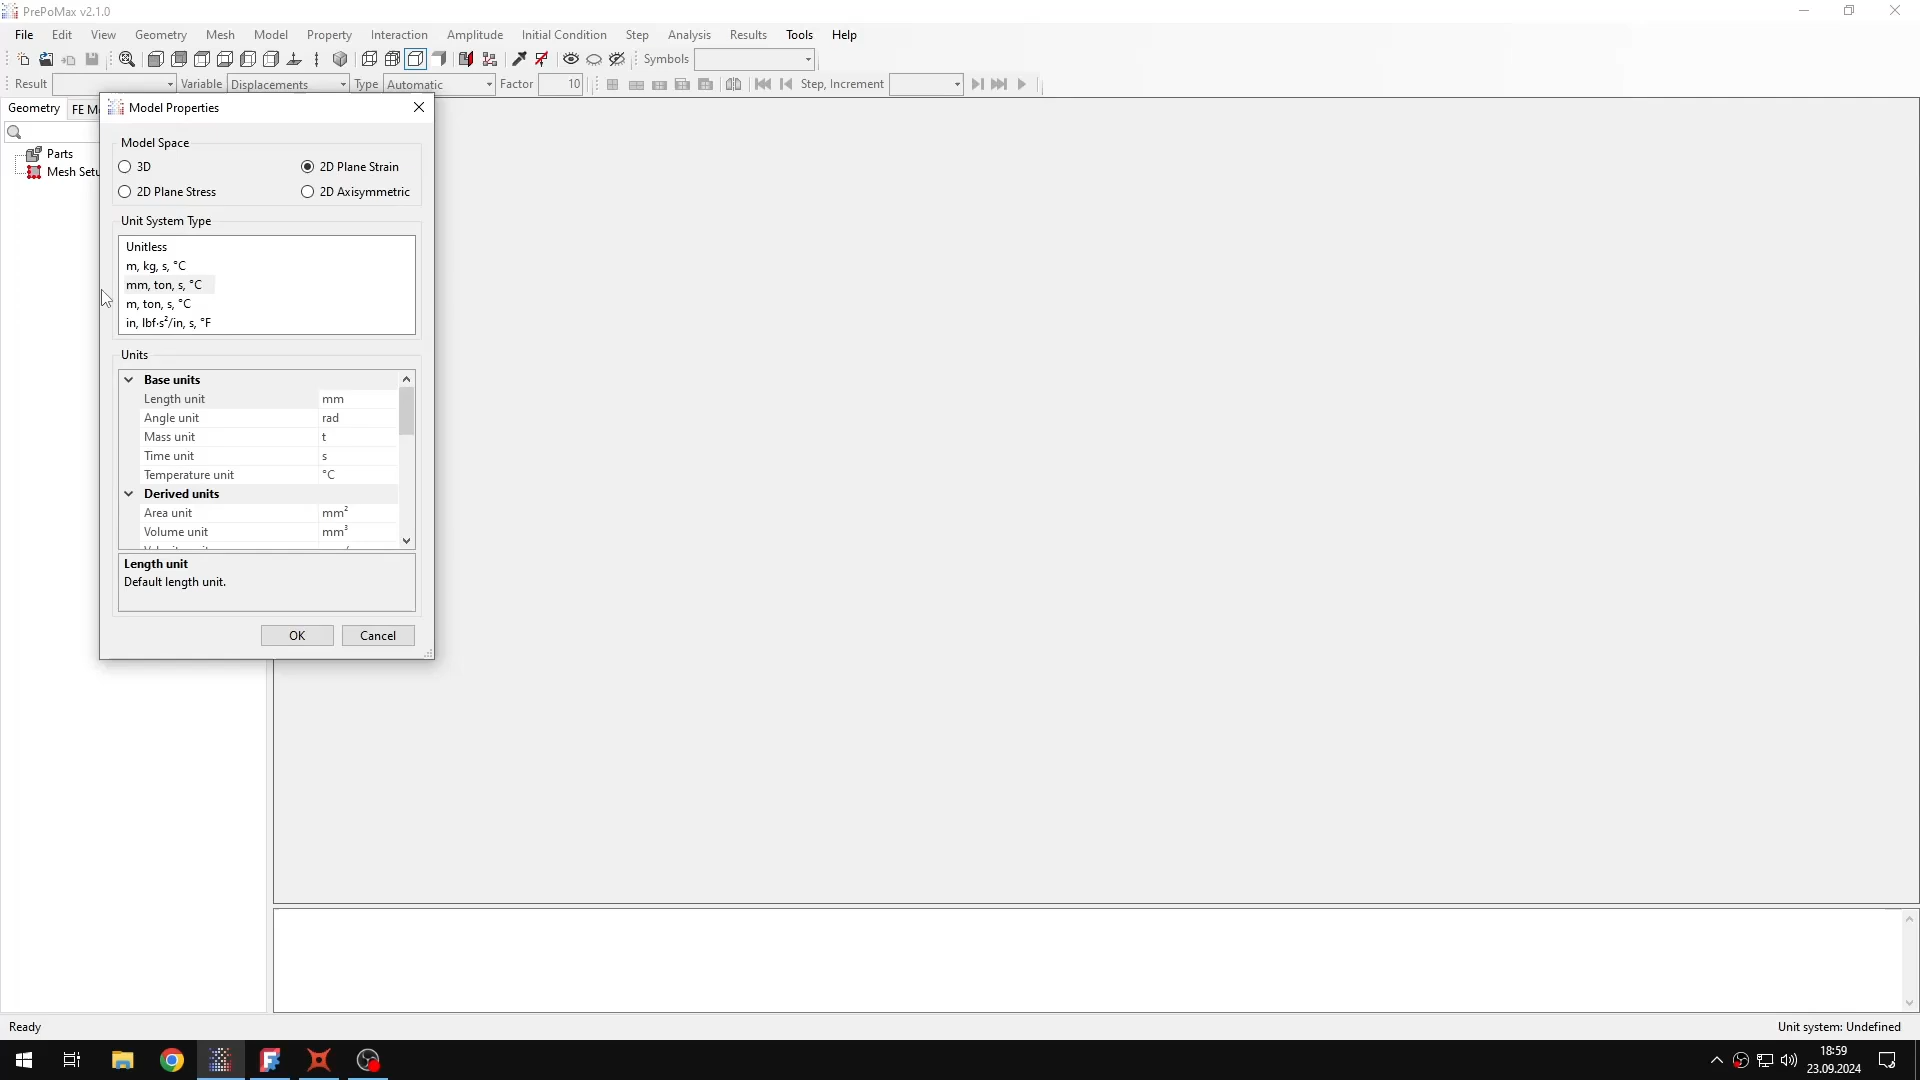 PrePoMax v2.1.0
File Edit View Geometry Mesh Model Property Interaction Amplitude Initial Condition Step Analysis Results Tools Help
Symbols
Result Variable Displacements Type Automatic Factor 10 Step, Increment
Geometry FE M
Parts
Mesh Setu
Model Properties
Model Space
3D 2D Plane Strain
2D Plane Stress 2D Axisymmetric
Unit System Type
Unitless
m, kg, s, °C
mm, ton, s, °C
m, ton, s, °C
in, lbf·s²/in, s, °F
Units
Base units
Length unit mm
Angle unit rad
Mass unit t
Time unit s
Temperature unit °C
Derived units
Area unit mm²
Volume unit mm³
Length unit
Default length unit.
OK Cancel
Ready Unit system: Undefined
18:59
23.09.2024